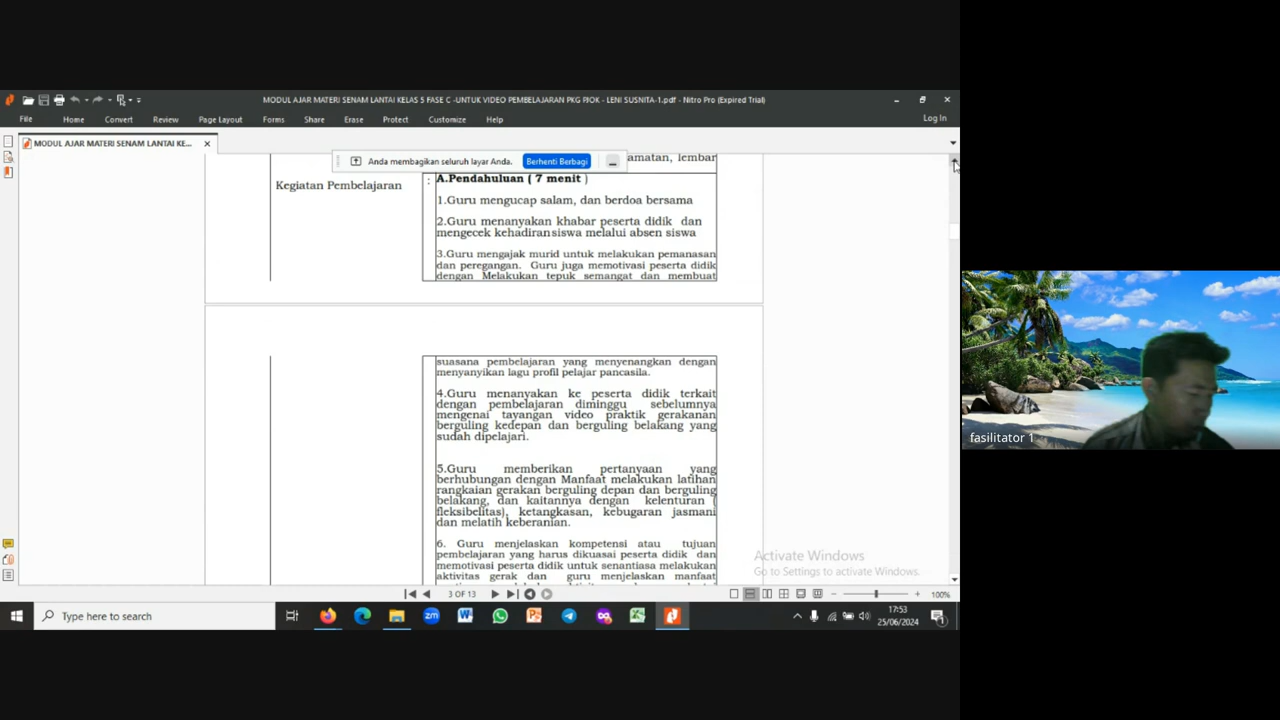 MODUL AJAR MATERI SENAM LANTAI KELAS 5 FASE C -UNTUK VIDEO PEMBELAJARAN PKG PJOK - LENI SUSNITA-1.pdf - Nitro Pro (Expired Trial)
File Home Convert Review Page Layout Forms Share Erase Protect Customize Help
Log In
MODUL AJAR MATERI SENAM LANTAI KE...
Anda membagikan seluruh layar Anda. Berhenti Berbagi
amatan, lembar
Kegiatan Pembelajaran : A.Pendahuluan ( 7 menit )
1.Guru mengucap salam, dan berdoa bersama
2.Guru menanyakan khabar peserta didik dan
mengecek kehadiran siswa melalui absen siswa
3.Guru mengajak murid untuk melakukan pemanasan
dan peregangan. Guru juga memotivasi peserta didik
dengan Melakukan tepuk semangat dan membuat
suasana pembelajaran yang menyenangkan dengan
menyanyikan lagu profil pelajar pancasila.
4.Guru menanyakan ke peserta didik terkait
dengan pembelajaran diminggu sebelumnya
mengenai tayangan video praktik gerakanan
berguling kedepan dan berguling belakang yang
sudah dipelajari.
5.Guru memberikan pertanyaan yang
berhubungan dengan Manfaat melakukan latihan
rangkaian gerakan berguling depan dan berguling
belakang, dan kaitannya dengan kelenturan (
fleksibelitas), ketangkasan, kebugaran jasmani
dan melatih keberanian.
6. Guru menjelaskan kompetensi atau tujuan
pembelajaran yang harus dikuasai peserta didik dan
memotivasi peserta didik untuk senantiasa melakukan
aktivitas gerak dan guru menjelaskan manfaat
Activate Windows
Go to Settings to activate Windows.
3 OF 13
100%
Type here to search
17:53
25/06/2024
fasilitator 1